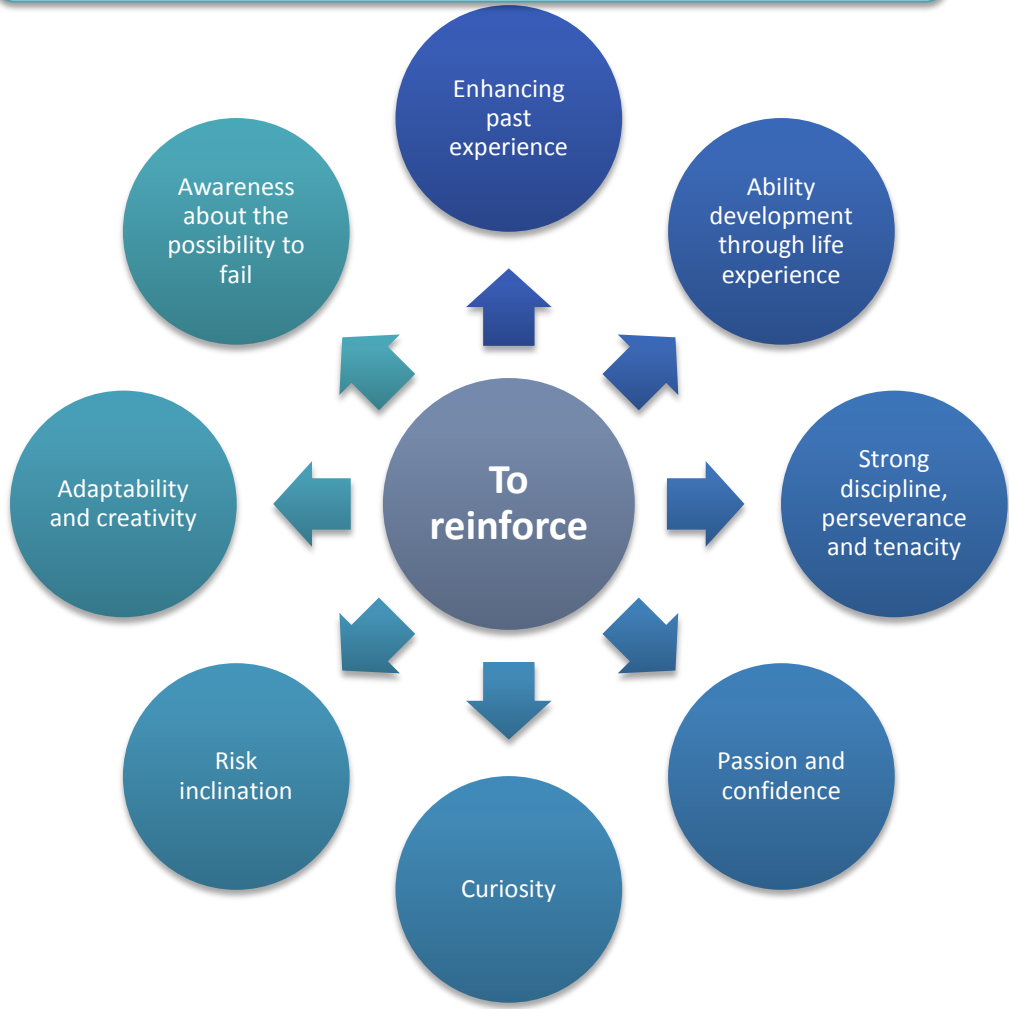 Enhancing
past
experience
Ability
development
through life
experience
Strong
discipline,
perseverance
and tenacity
Passion and
confidence
Curiosity
Risk
inclination
Adaptability
and creativity
Awareness
about the
possibility to
fail
To
reinforce